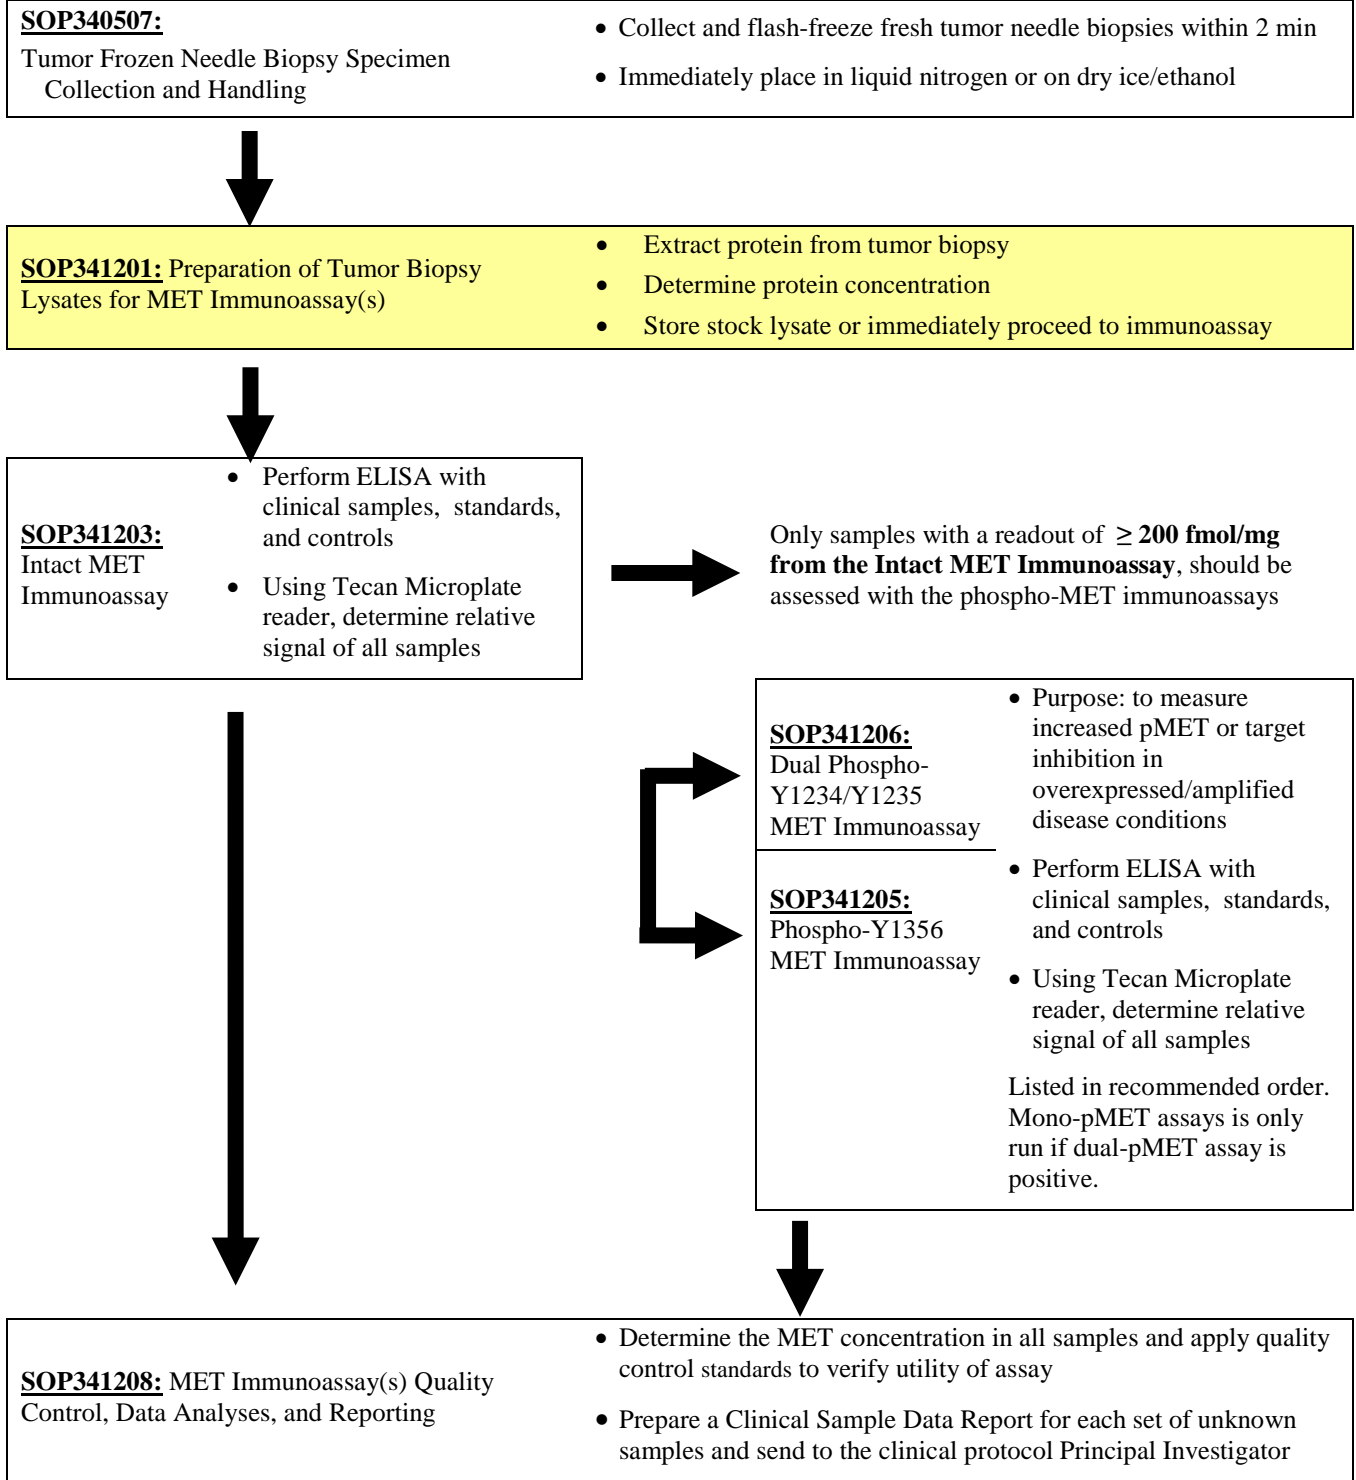 SOP340507:
Tumor Frozen Needle Biopsy Specimen
Collection and Handling
• Collect and flash-freeze fresh tumor needle biopsies within 2 min
• Immediately place in liquid nitrogen or on dry ice/ethanol
SOP341201: Preparation of Tumor Biopsy
Lysates for MET Immunoassay(s)
• Extract protein from tumor biopsy
• Determine protein concentration
• Store stock lysate or immediately proceed to immunoassay
SOP341203:
Intact MET
Immunoassay
• Perform ELISA with
clinical samples, standards,
and controls
• Using Tecan Microplate
reader, determine relative
signal of all samples
Only samples with a readout of ≥ 200 fmol/mg
from the Intact MET Immunoassay, should be
assessed with the phospho-MET immunoassays
SOP341206:
Dual Phospho-
Y1234/Y1235
MET Immunoassay
SOP341205:
Phospho-Y1356
MET Immunoassay
• Purpose: to measure
increased pMET or target
inhibition in
overexpressed/amplified
disease conditions
• Perform ELISA with
clinical samples, standards,
and controls
• Using Tecan Microplate
reader, determine relative
signal of all samples
Listed in recommended order.
Mono-pMET assays is only
run if dual-pMET assay is
positive.
SOP341208: MET Immunoassay(s) Quality
Control, Data Analyses, and Reporting
• Determine the MET concentration in all samples and apply quality
control standards to verify utility of assay
• Prepare a Clinical Sample Data Report for each set of unknown
samples and send to the clinical protocol Principal Investigator